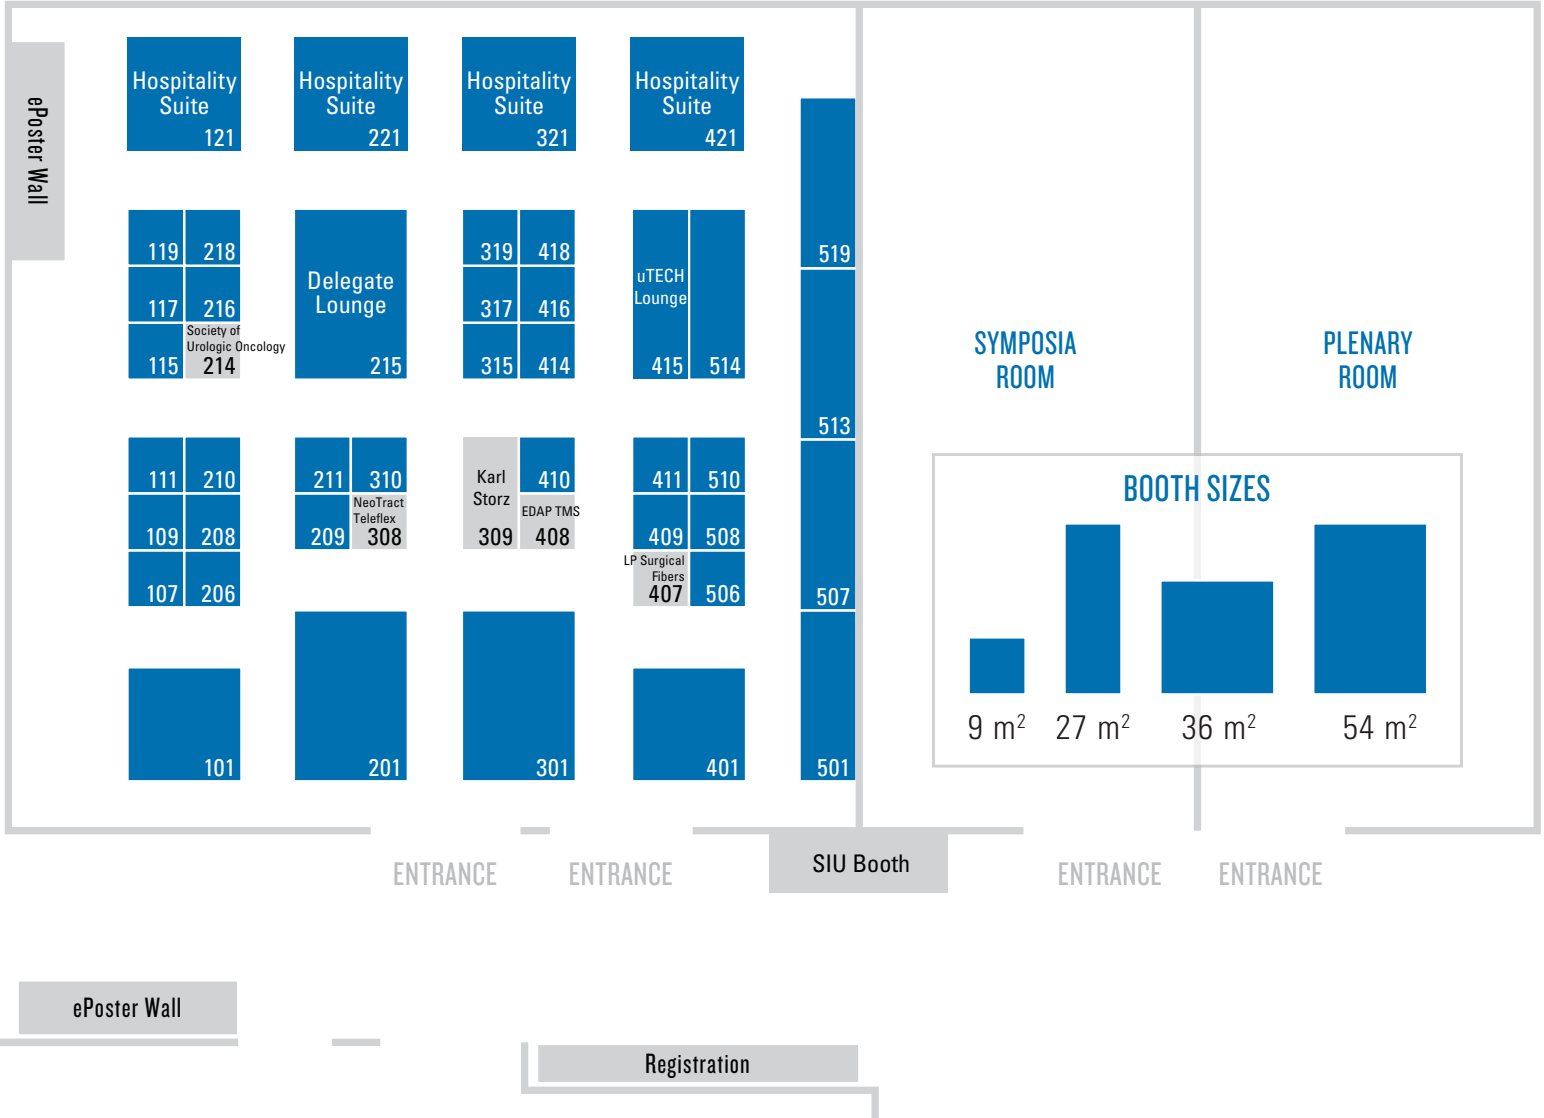 ePoster Wall
Hospitality
Suite
121
Hospitality
Suite
221
Hospitality
Suite
321
Hospitality
Suite
421
119
218
117
216
115
Society of
Urologic Oncology
214
Delegate
Lounge
215
319
418
317
416
315
414
uTECH
Lounge
415
514
519
513
507
501
111
210
109
208
107
206
211
310
209
NeoTract
Teleflex
308
Karl
Storz
309
410
EDAP TMS
408
411
510
409
508
LP Surgical
Fibers
407
506
101
201
301
401
SYMPOSIA
ROOM
PLENARY
ROOM
BOOTH SIZES
9 m²
27 m²
36 m²
54 m²
ENTRANCE
ENTRANCE
SIU Booth
ENTRANCE
ENTRANCE
ePoster Wall
Registration